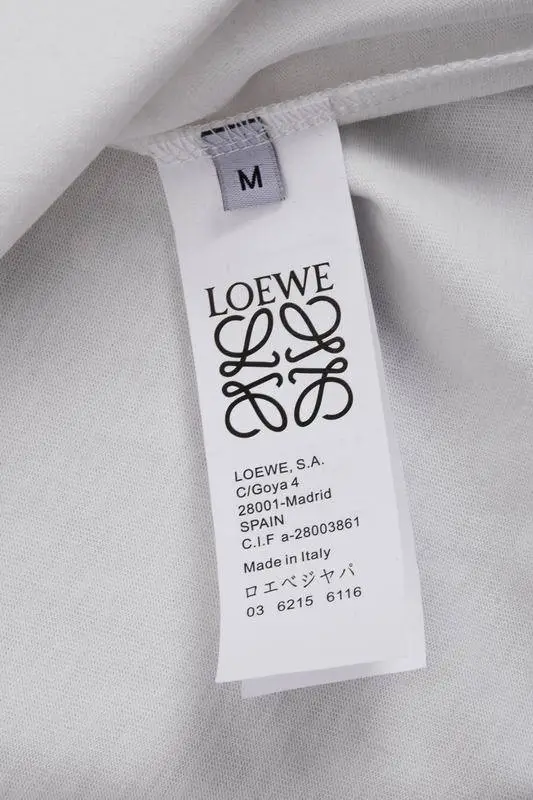 M
LOEWE
LOEWE, S.A.
C/Goya 4
28001-Madrid
SPAIN
C.I.F a-28003861
Made in Italy
ロエベジヤパ
03 6215 6116